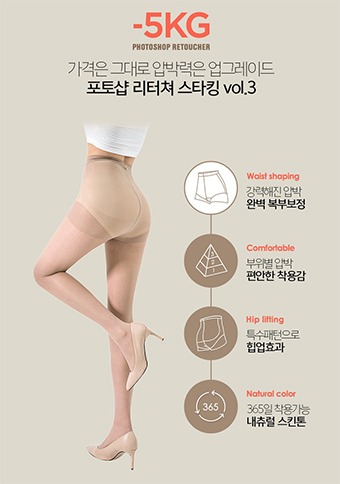 -5KG
PHOTOSHOP RETOUCHER
가격은 그대로 압박력은 업그레이드
포토샵 리터쳐 스타킹 vol.3
Waist shaping
강력해진 압박
완벽 복부보정
Comfortable
부위별 압박
편안한 착용감
1
2
3
Hip lifting
특수패턴으로
힙업효과
Natural color
365일 착용가능
내츄럴 스킨톤
365